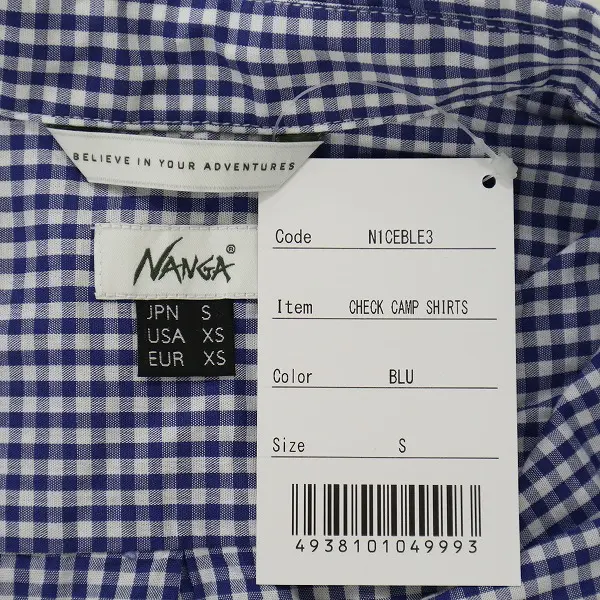 BELIEVE IN YOUR ADVENTURES
NANGA®
JPN S
USA XS
EUR XS
Code N1CEBLE3
Item CHECK CAMP SHIRTS
Color BLU
Size S
4938101049993